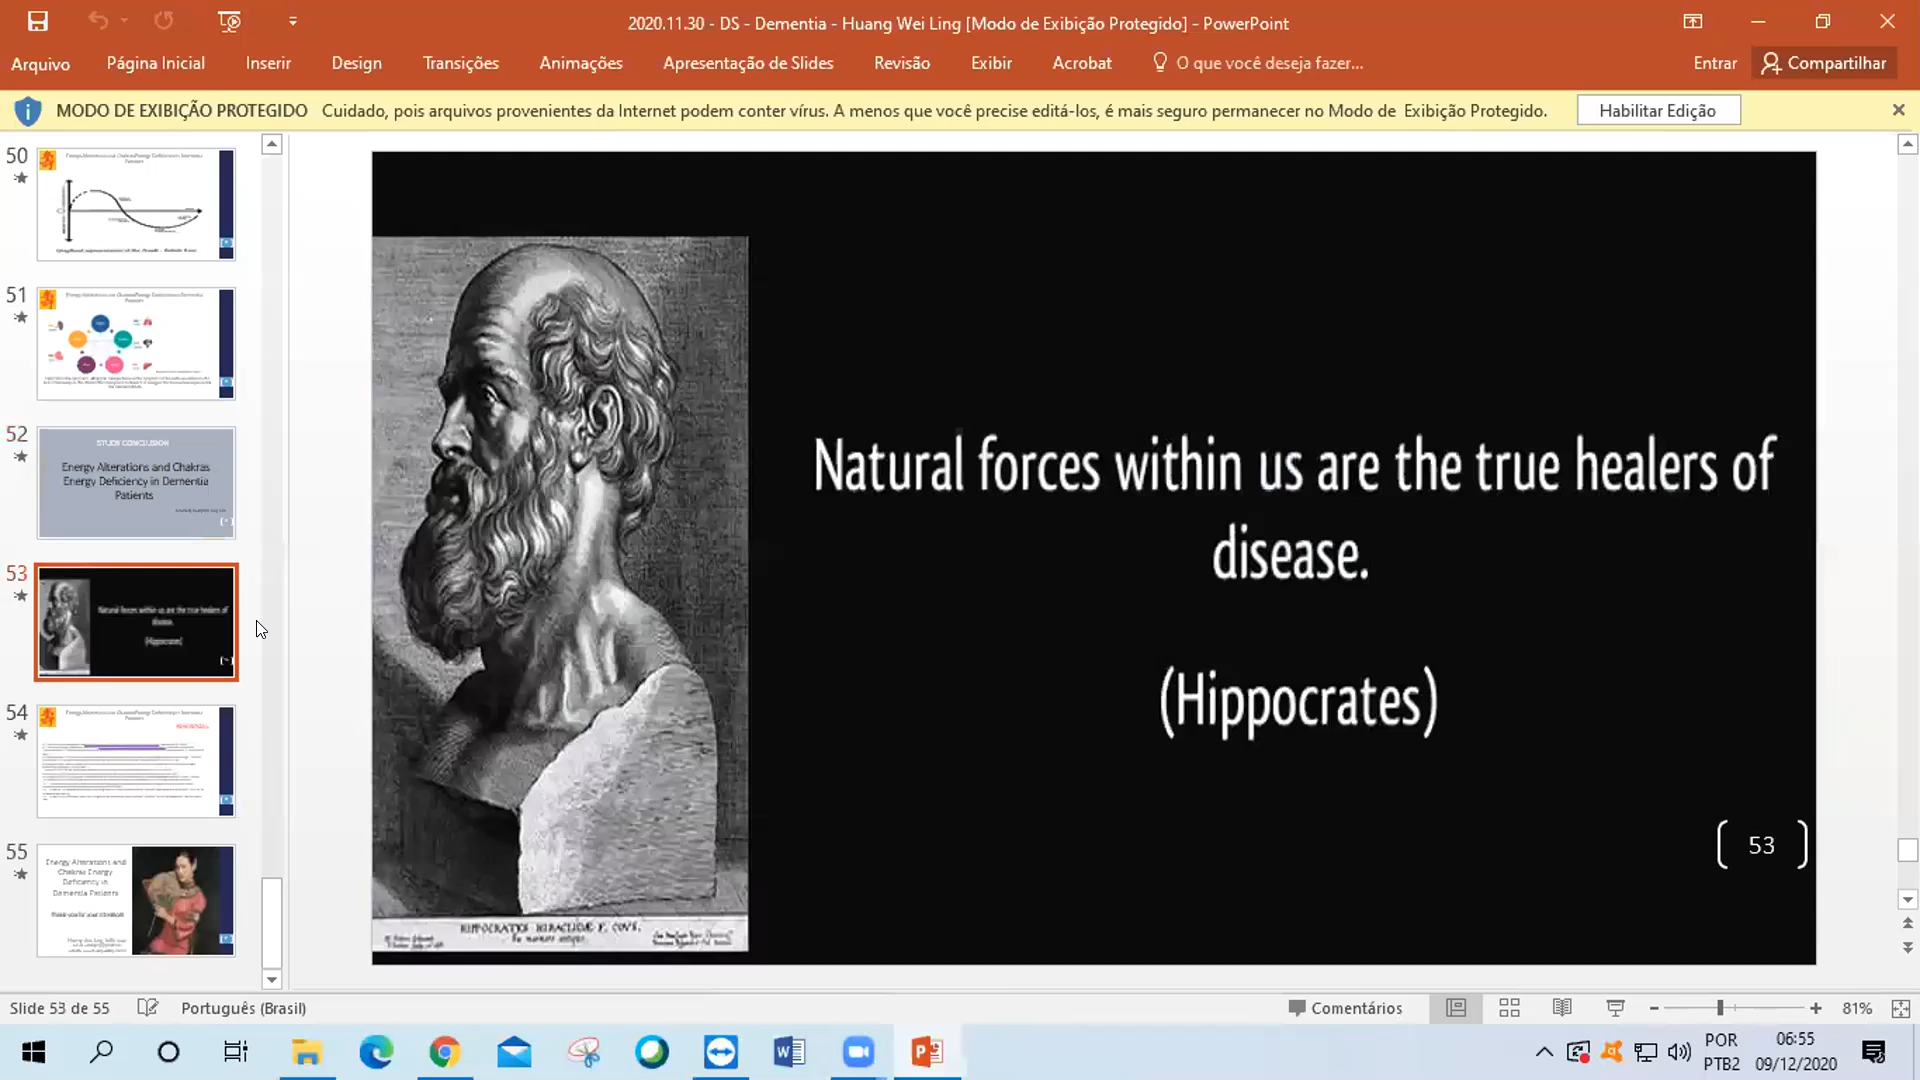 2020.11.30 - DS - Dementia - Huang Wei Ling [Modo de Exibição Protegido] - PowerPoint
Arquivo Página Inicial Inserir Design Transições Animações Apresentação de Slides Revisão Exibir Acrobat O que você deseja fazer... Entrar Compartilhar
MODO DE EXIBIÇÃO PROTEGIDO Cuidado, pois arquivos provenientes da Internet podem conter vírus. A menos que você precise editá-los, é mais seguro permanecer no Modo de Exibição Protegido. Habilitar Edição
50
51
52
STUDY CONCLUSION
Energy Alterations and Chakras
Energy Deficiency in Dementia
Patients
53
Natural forces within us are the true healers of
disease.
(Hippocrates)
54
55
Energy Alterations and
Chakras Energy
Deficiency in
Dementia Patients
Thank you for your attention!
Natural forces within us are the true healers of
disease.
(Hippocrates)
53
HIPPOCRATES HIRACLIDÆ F. COVS.
Slide 53 de 55 Português (Brasil) Comentários 81%
POR
PTB2
06:55
09/12/2020